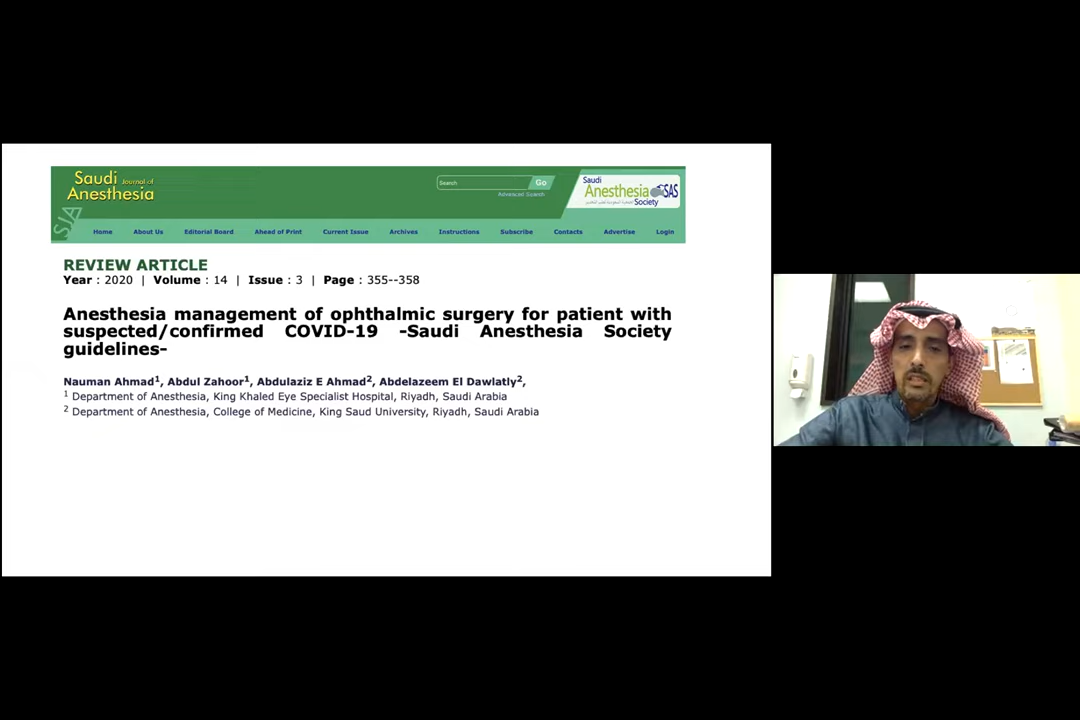 Saudi Journal of
Anesthesia
SJA
Search
Go
Advanced Search
Saudi
Anesthesia SAS
Society
Home About Us Editorial Board Ahead of Print Current Issue Archives Instructions Subscribe Contacts Advertise Login
REVIEW ARTICLE
Year : 2020 | Volume : 14 | Issue : 3 | Page : 355--358
Anesthesia management of ophthalmic surgery for patient with
suspected/confirmed COVID-19 -Saudi Anesthesia Society
guidelines-
Nauman Ahmad1, Abdul Zahoor1, Abdulaziz E Ahmad2, Abdelazeem El Dawlatly2,
1 Department of Anesthesia, King Khaled Eye Specialist Hospital, Riyadh, Saudi Arabia
2 Department of Anesthesia, College of Medicine, King Saud University, Riyadh, Saudi Arabia